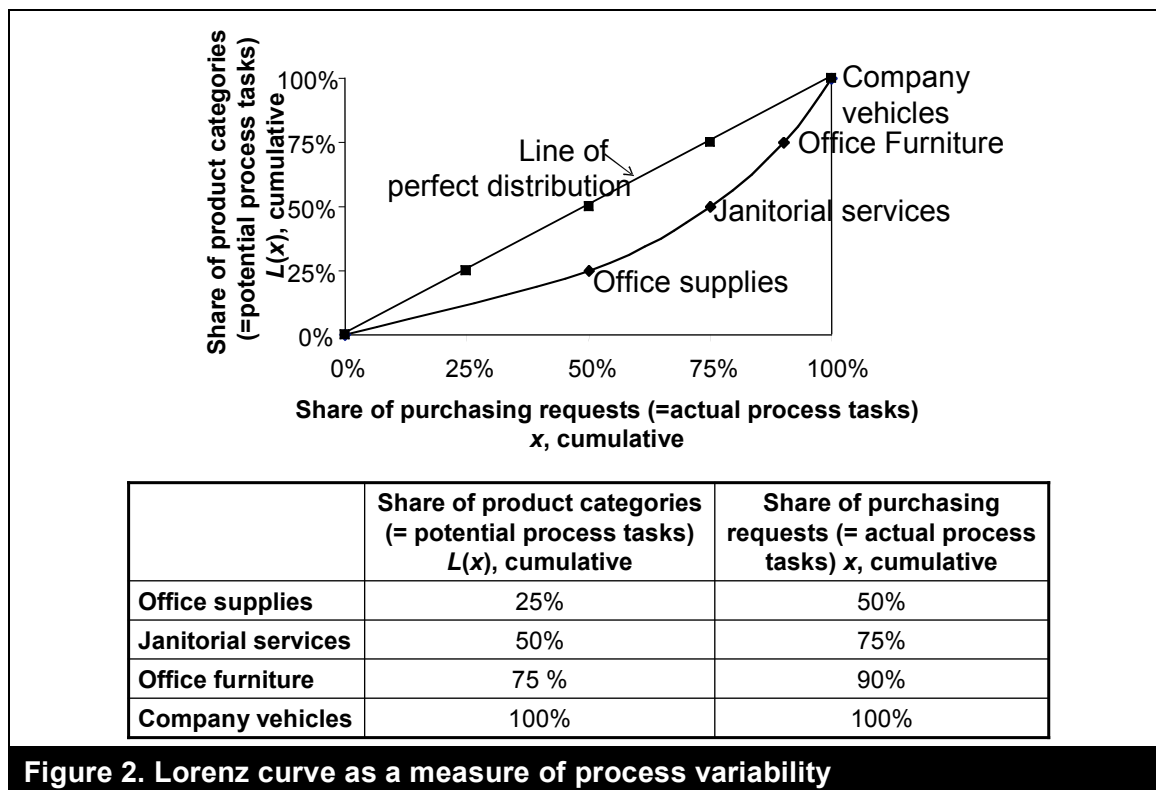 Share of product categories
(=potential process tasks)
L(x), cumulative
100%
75%
50%
25%
0%
Line of
perfect distribution
Company
vehicles
Office Furniture
Janitorial services
Office supplies
0% 25% 50% 75% 100%
Share of purchasing requests (=actual process tasks)
x, cumulative
Share of product categories
(= potential process tasks)
L(x), cumulative
Share of purchasing
requests (= actual process
tasks) x, cumulative
Office supplies 25% 50%
Janitorial services 50% 75%
Office furniture 75 % 90%
Company vehicles 100% 100%
Figure 2. Lorenz curve as a measure of process variability